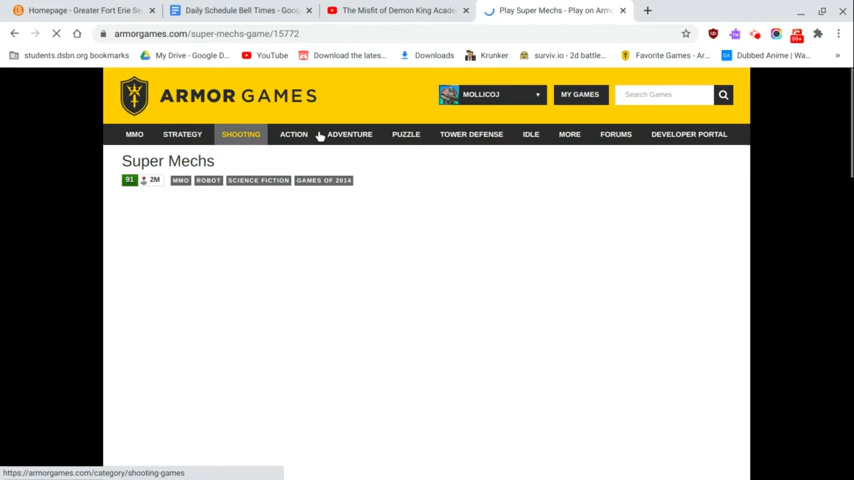 Homepage - Greater Fort Erie Se
Daily Schedule Bell Times - Goog
The Misfit of Demon King Acade
Play Super Mechs - Play on Armo
armorgames.com/super-mechs-game/15772
students.dsbn.org bookmarks
My Drive - Google D...
YouTube
Download the lates...
Downloads
Krunker
surviv.io - 2d battle...
Favorite Games - Ar...
Dubbed Anime | Wa...
99+
ARMOR GAMES
MOLLICOJ
MY GAMES
Search Games
MMO STRATEGY SHOOTING ACTION ADVENTURE PUZZLE TOWER DEFENSE IDLE MORE FORUMS DEVELOPER PORTAL
Super Mechs
91 2M MMO ROBOT SCIENCE FICTION GAMES OF 2014
https://armorgames.com/category/shooting-games